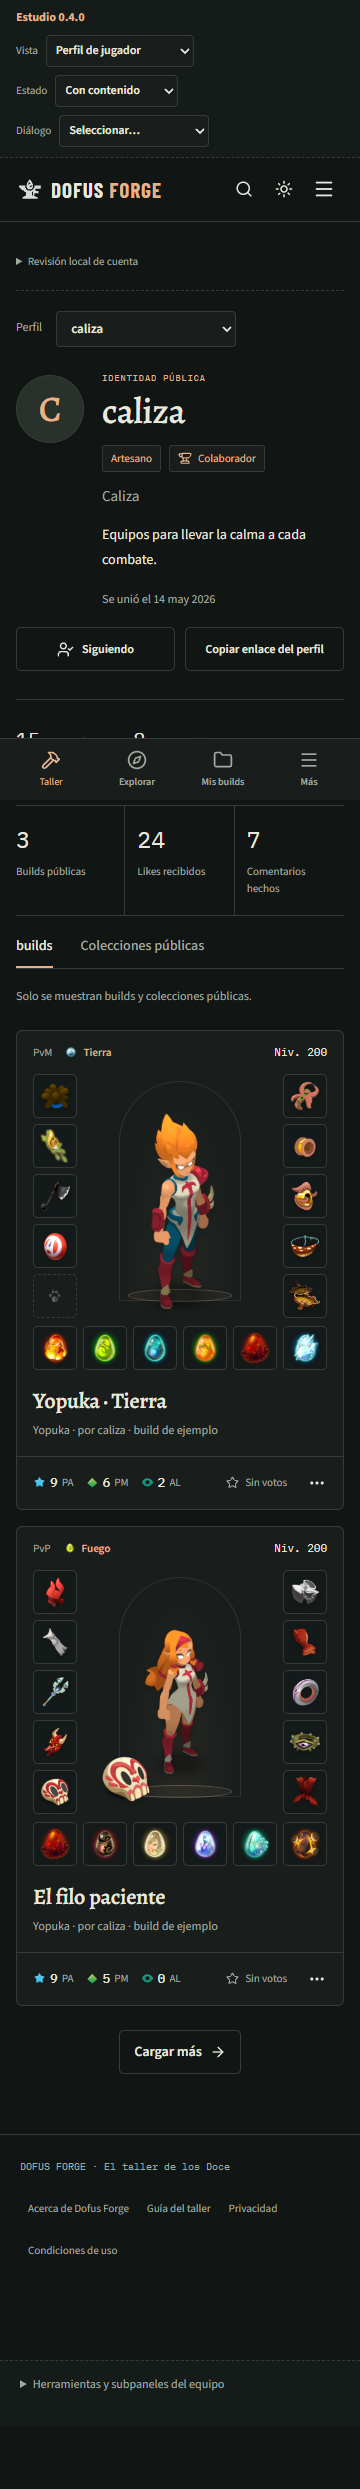 Estudio 0.4.0
Vista Perfil de jugador
Estado Con contenido
Diálogo Seleccionar...
DOFUS FORGE
Revisión local de cuenta
Perfil caliza
C
IDENTIDAD PÚBLICA
caliza
Artesano Colaborador
Caliza
Equipos para llevar la calma a cada
combate.
Se unió el 14 may 2026
Siguiendo Copiar enlace del perfil
Taller Explorar Mis builds Más
3 24 7
Builds públicas Likes recibidos Comentarios
hechos
builds Colecciones públicas
Solo se muestran builds y colecciones públicas.
PvM Tierra Niv. 200
Yopuka · Tierra
Yopuka · por caliza · build de ejemplo
9 PA 6 PM 2 AL Sin votos
PvP Fuego Niv. 200
El filo paciente
Yopuka · por caliza · build de ejemplo
9 PA 5 PM 0 AL Sin votos
Cargar más
DOFUS FORGE · El taller de los Doce
Acerca de Dofus Forge Guía del taller Privacidad
Condiciones de uso
Herramientas y subpaneles del equipo